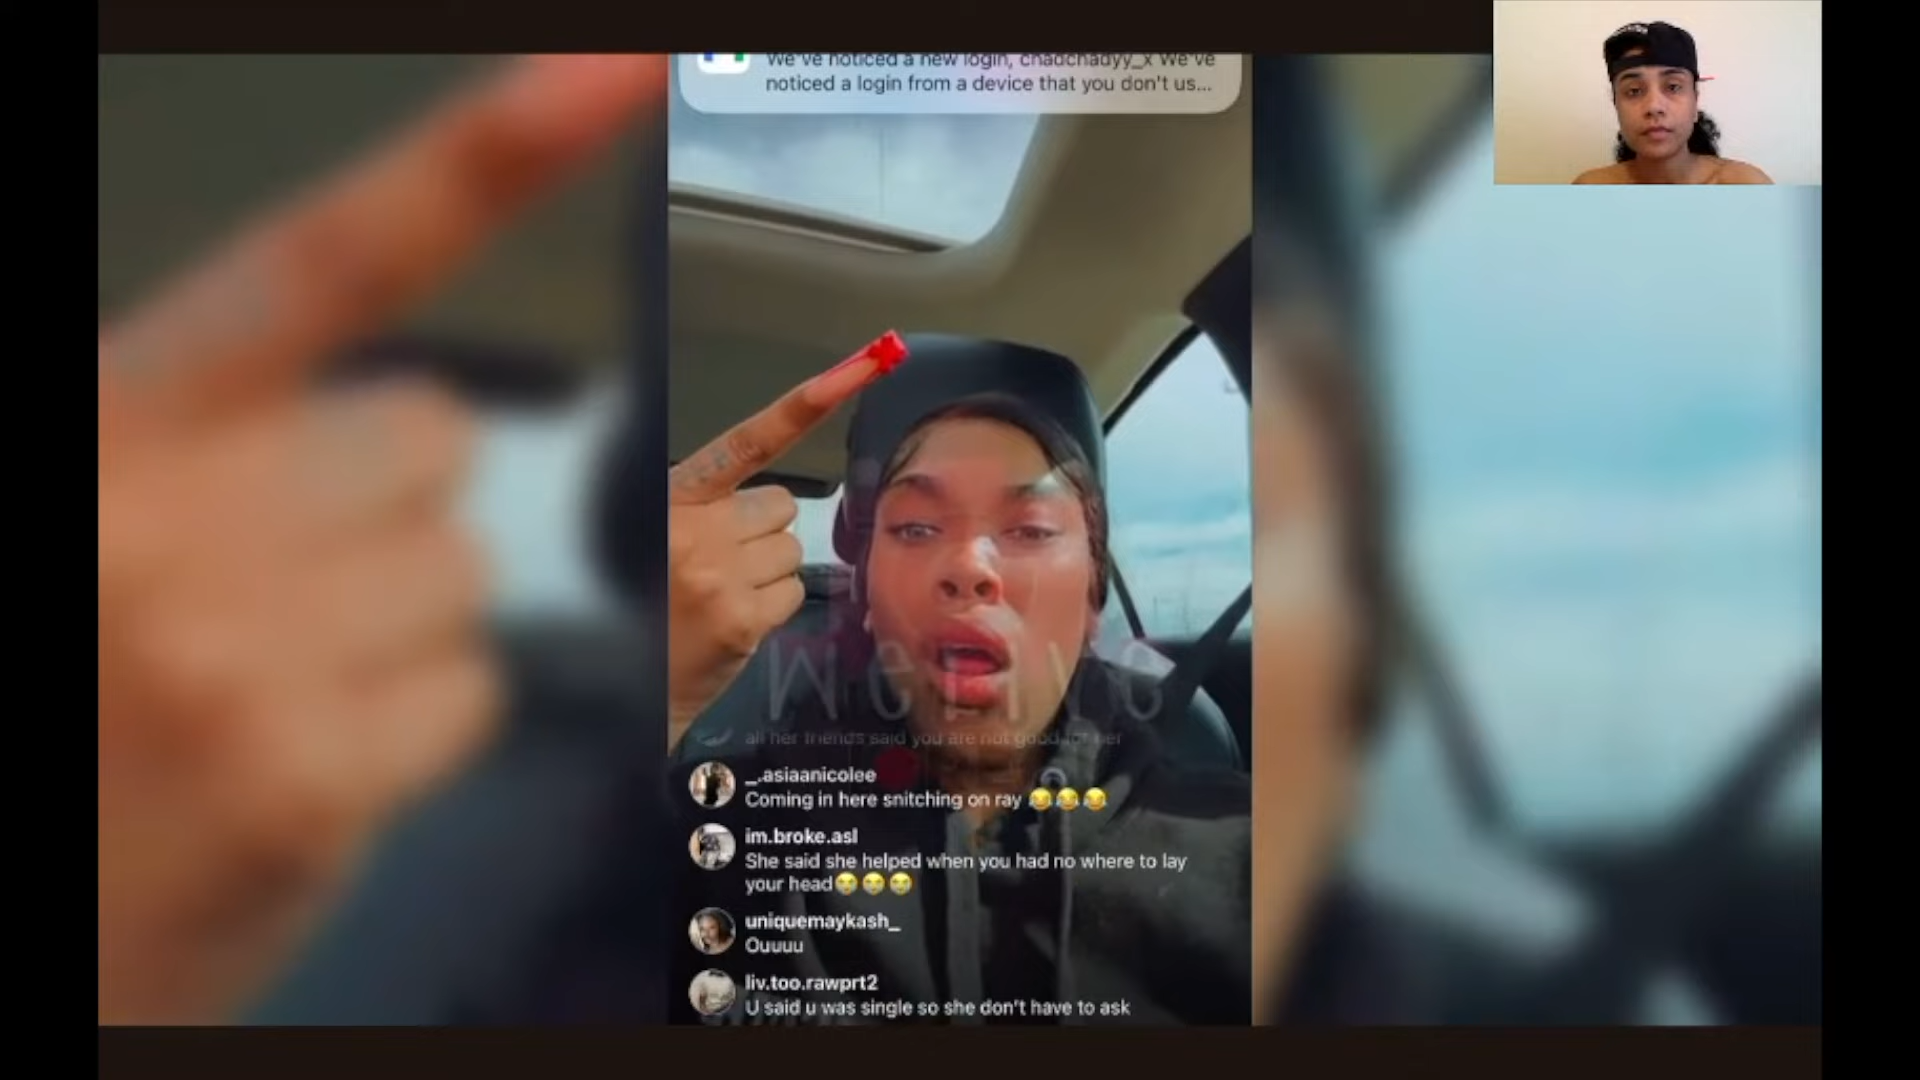 We've noticed a new login, chadchadyy_x We've
noticed a login from a device that you don't us...
WeLive
all her friends said you are not good for her
_.asiaanicolee
Coming in here snitching on ray 😂😂😂
im.broke.asl
She said she helped when you had no where to lay
your head😭😭😭
uniquemaykash_
Ouuuu
liv.too.rawprt2
U said u was single so she don't have to ask